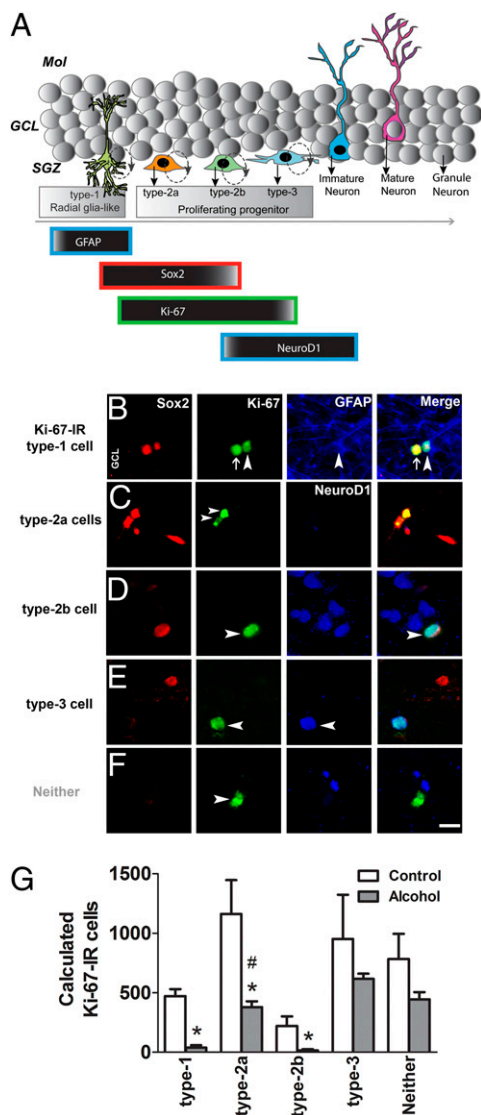 A
Mol
GCL
SGZ
type-1
Radial glia-like
type-2a
type-2b
type-3
Proliferating progenitor
Immature
Neuron
Mature
Neuron
Granule
Neuron
GFAP
Sox2
Ki-67
NeuroD1
B
Sox2
Ki-67
GFAP
Merge
Ki-67-IR
type-1 cell
GCL
C
NeuroD1
type-2a cells
D
type-2b cell
E
type-3 cell
F
Neither
G
Calculated
Ki-67-IR cells
1500
1000
500
0
Control
Alcohol
*
#
*
*
type-1
type-2a
type-2b
type-3
Neither